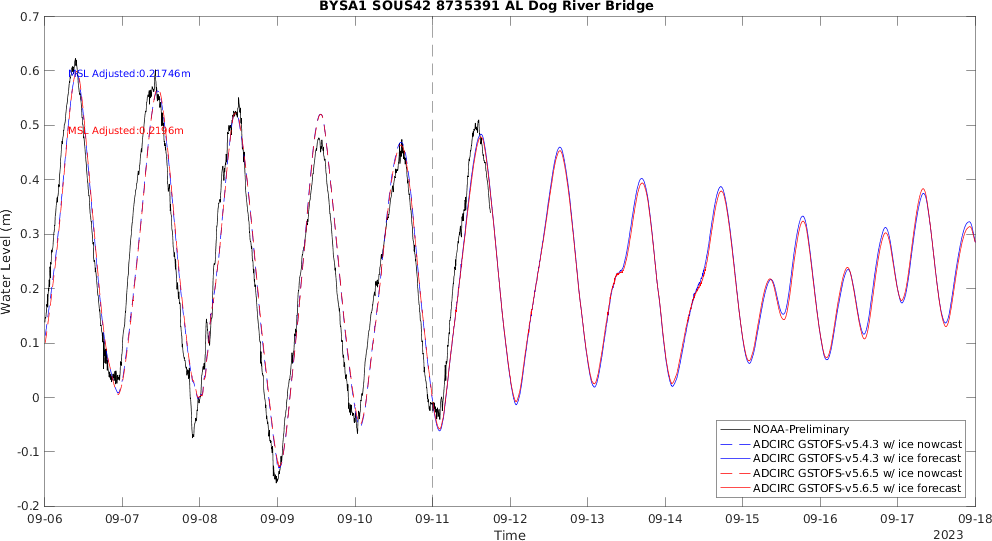 BYSA1 SOUS42 8735391 AL Dog River Bridge
0.7
0.6
0.5
0.4
0.3
0.2
0.1
0
-0.1
-0.2
Water Level (m)
MSL Adjusted:0.21746m
MSL Adjusted:0.2196m
NOAA-Preliminary
ADCIRC GSTOFS-v5.4.3 w/ ice nowcast
ADCIRC GSTOFS-v5.4.3 w/ ice forecast
ADCIRC GSTOFS-v5.6.5 w/ ice nowcast
ADCIRC GSTOFS-v5.6.5 w/ ice forecast
09-06 09-07 09-08 09-09 09-10 09-11 09-12 09-13 09-14 09-15 09-16 09-17 09-18
Time
2023